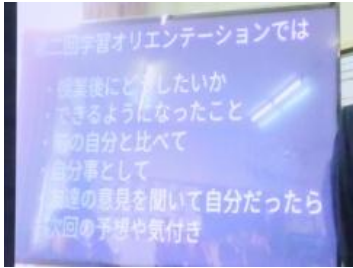 第二回学習オリエンテーションでは
・授業後にどうしたいか
・できるようになったこと
・前の自分と比べて
・自分事として
・友達の意見を聞いて自分だったら
・次回の予想や気付き